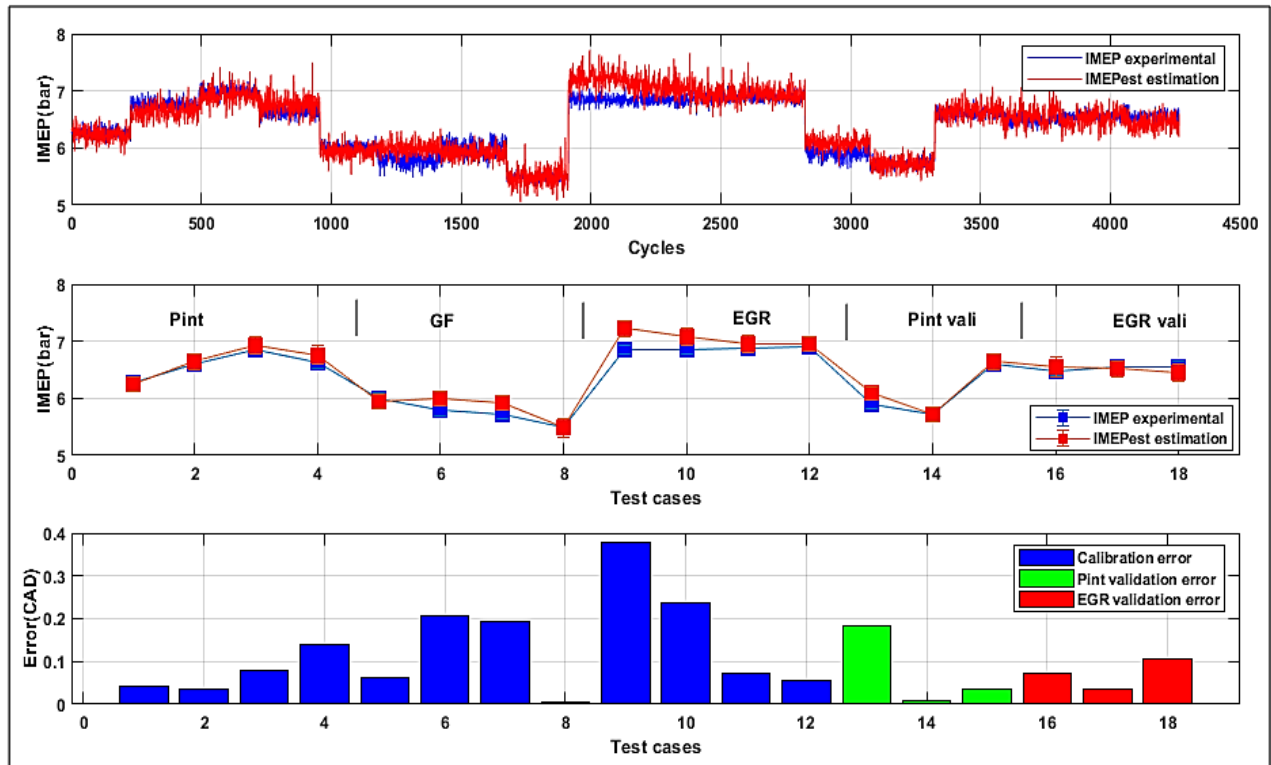 8
7
6
5
IMEP(bar)
IMEP experimental
IMEPest estimation
0 500 1000 1500 2000 2500 3000 3500 4000 4500
Cycles
8
7
6
5
IMEP(bar)
Pint GF EGR Pint vali EGR vali
IMEP experimental
IMEPest estimation
2 4 6 8 10 12 14 16 18
Test cases
0.4
0.3
0.2
0.1
0
Error(CAD)
Calibration error
Pint validation error
EGR validation error
0 2 4 6 8 10 12 14 16 18
Test cases